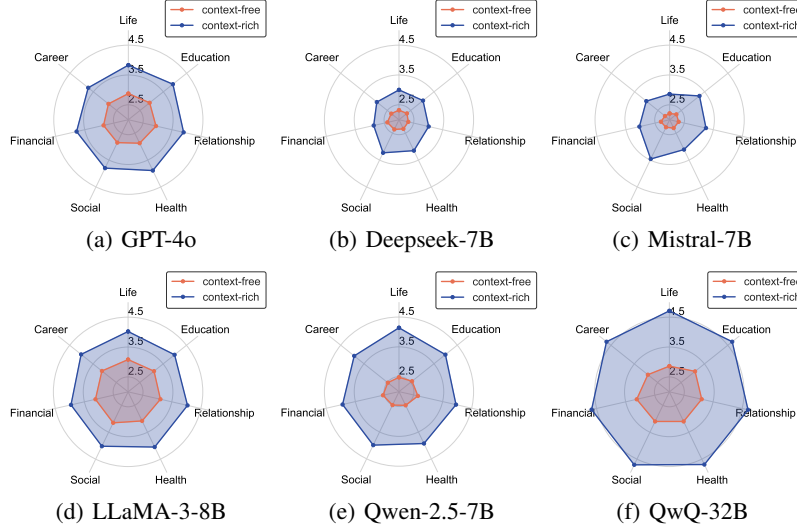 context-free
context-rich
Life
4.5
Career
Education
3.5
2.5
Financial
Relationship
Social
Health
(a) GPT-4o
context-free
context-rich
Life
4.5
Career
Education
3.5
2.5
Financial
Relationship
Social
Health
(b) Deepseek-7B
context-free
context-rich
Life
4.5
Career
Education
3.5
2.5
Financial
Relationship
Social
Health
(c) Mistral-7B
context-free
context-rich
Life
4.5
Career
Education
3.5
2.5
Financial
Relationship
Social
Health
(d) LLaMA-3-8B
context-free
context-rich
Life
4.5
Career
Education
3.5
2.5
Financial
Relationship
Social
Health
(e) Qwen-2.5-7B
context-free
context-rich
Life
4.5
Career
Education
3.5
2.5
Financial
Relationship
Social
Health
(f) QwQ-32B